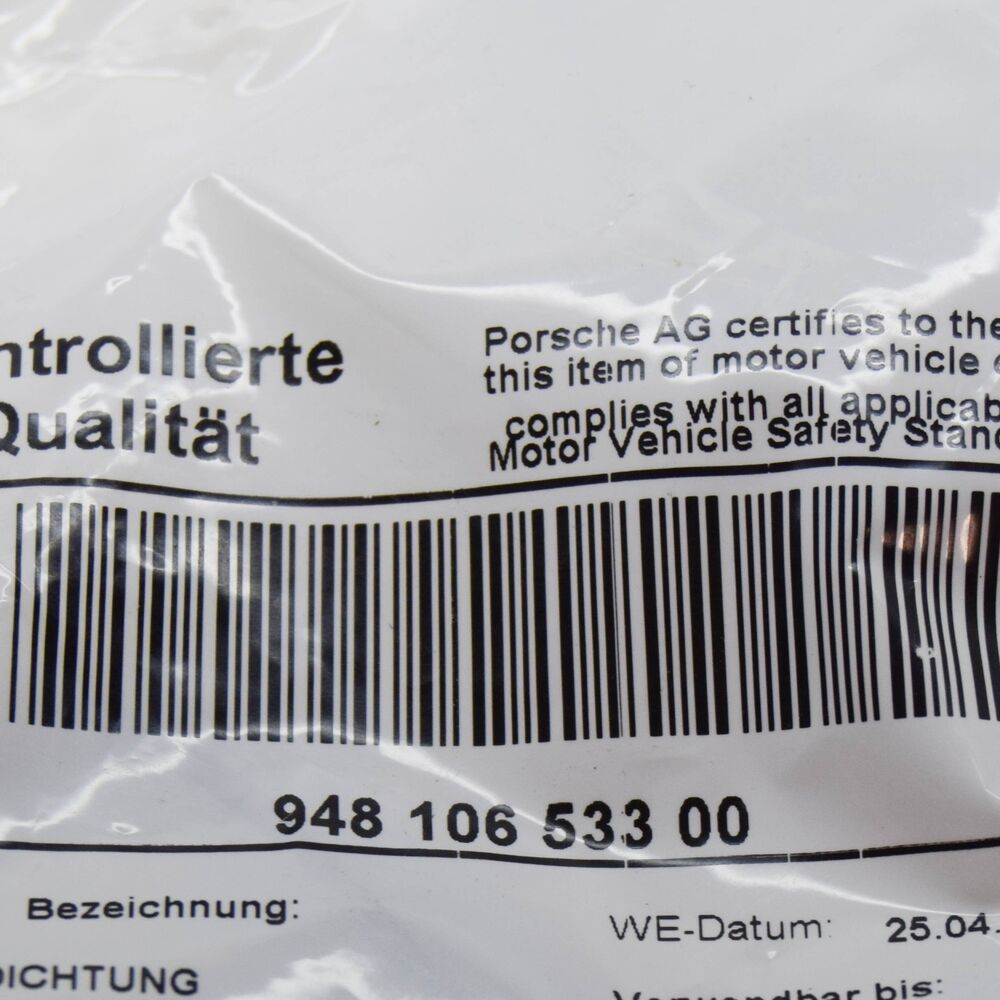 ntrollierte
Qualität
Porsche AG certifies to the
this item of motor vehicle
complies with all applicab
Motor Vehicle Safety Stan
948 106 533 00
Bezeichnung:
DICHTUNG
WE-Datum: 25.04.
Verwendbar bis: